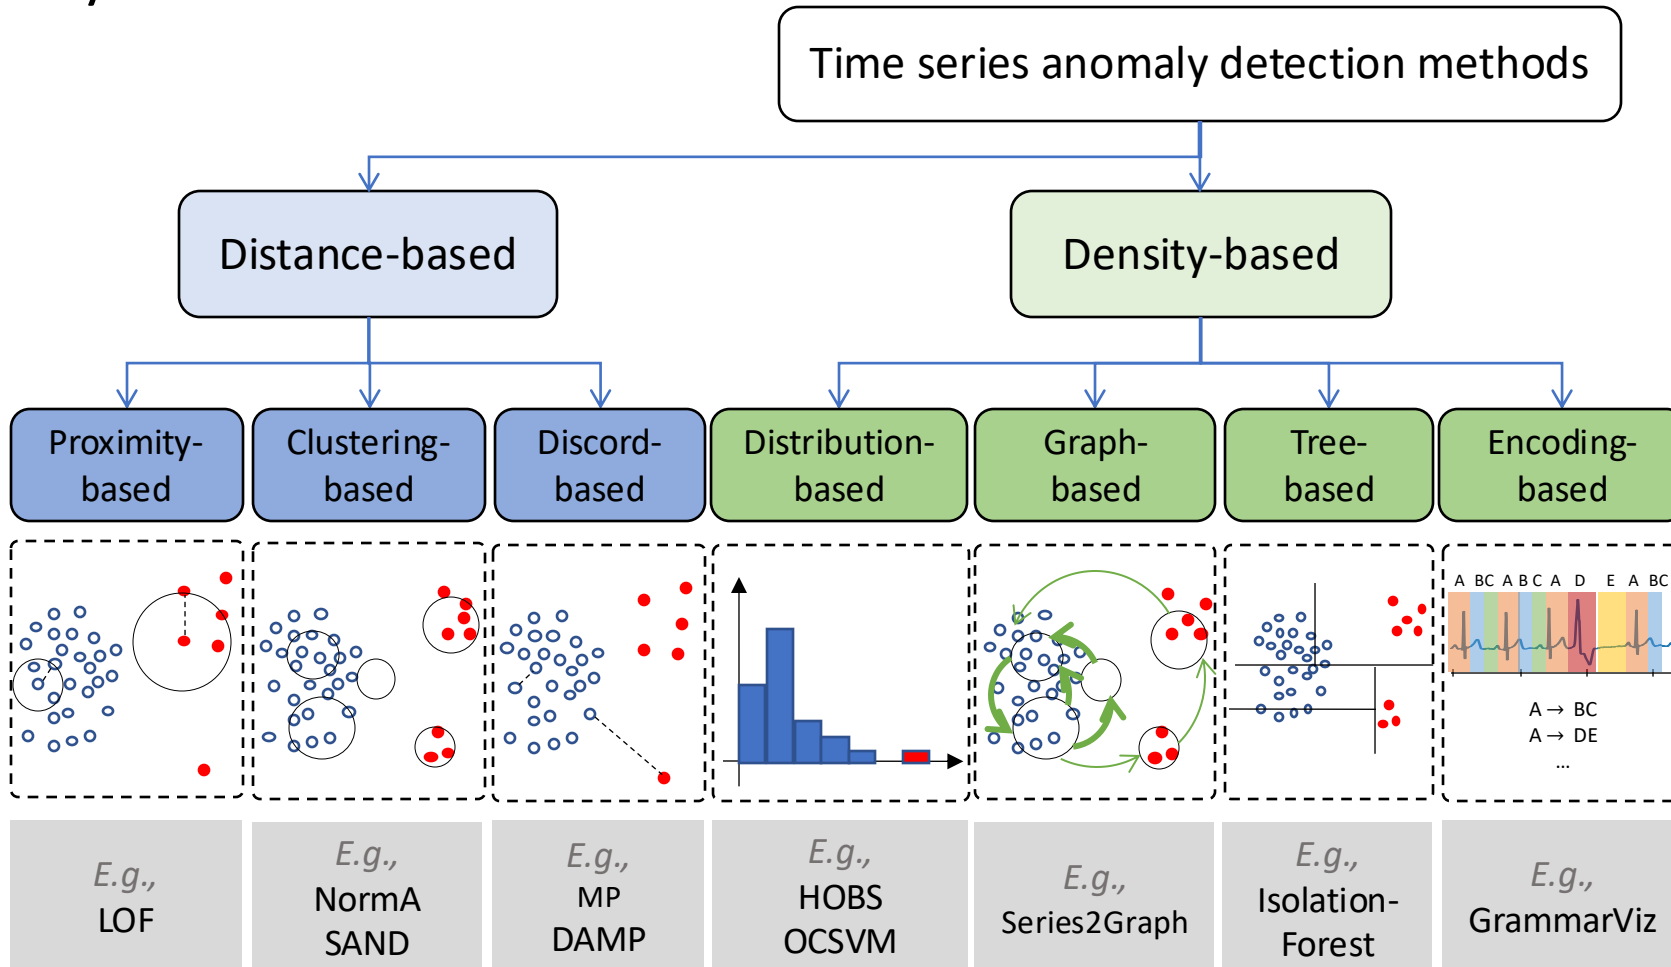 Time series anomaly detection methods
Distance-based
Density-based
Proximity-
based
Clustering-
based
Discord-
based
Distribution-
based
Graph-
based
Tree-
based
Encoding-
based
A BC A B C A D E A BC
A → BC
A → DE
...
E.g.,
LOF
E.g.,
NormA
SAND
E.g.,
MP
DAMP
E.g.,
HOBS
OCSVM
E.g.,
Series2Graph
E.g.,
Isolation-
Forest
E.g.,
GrammarViz